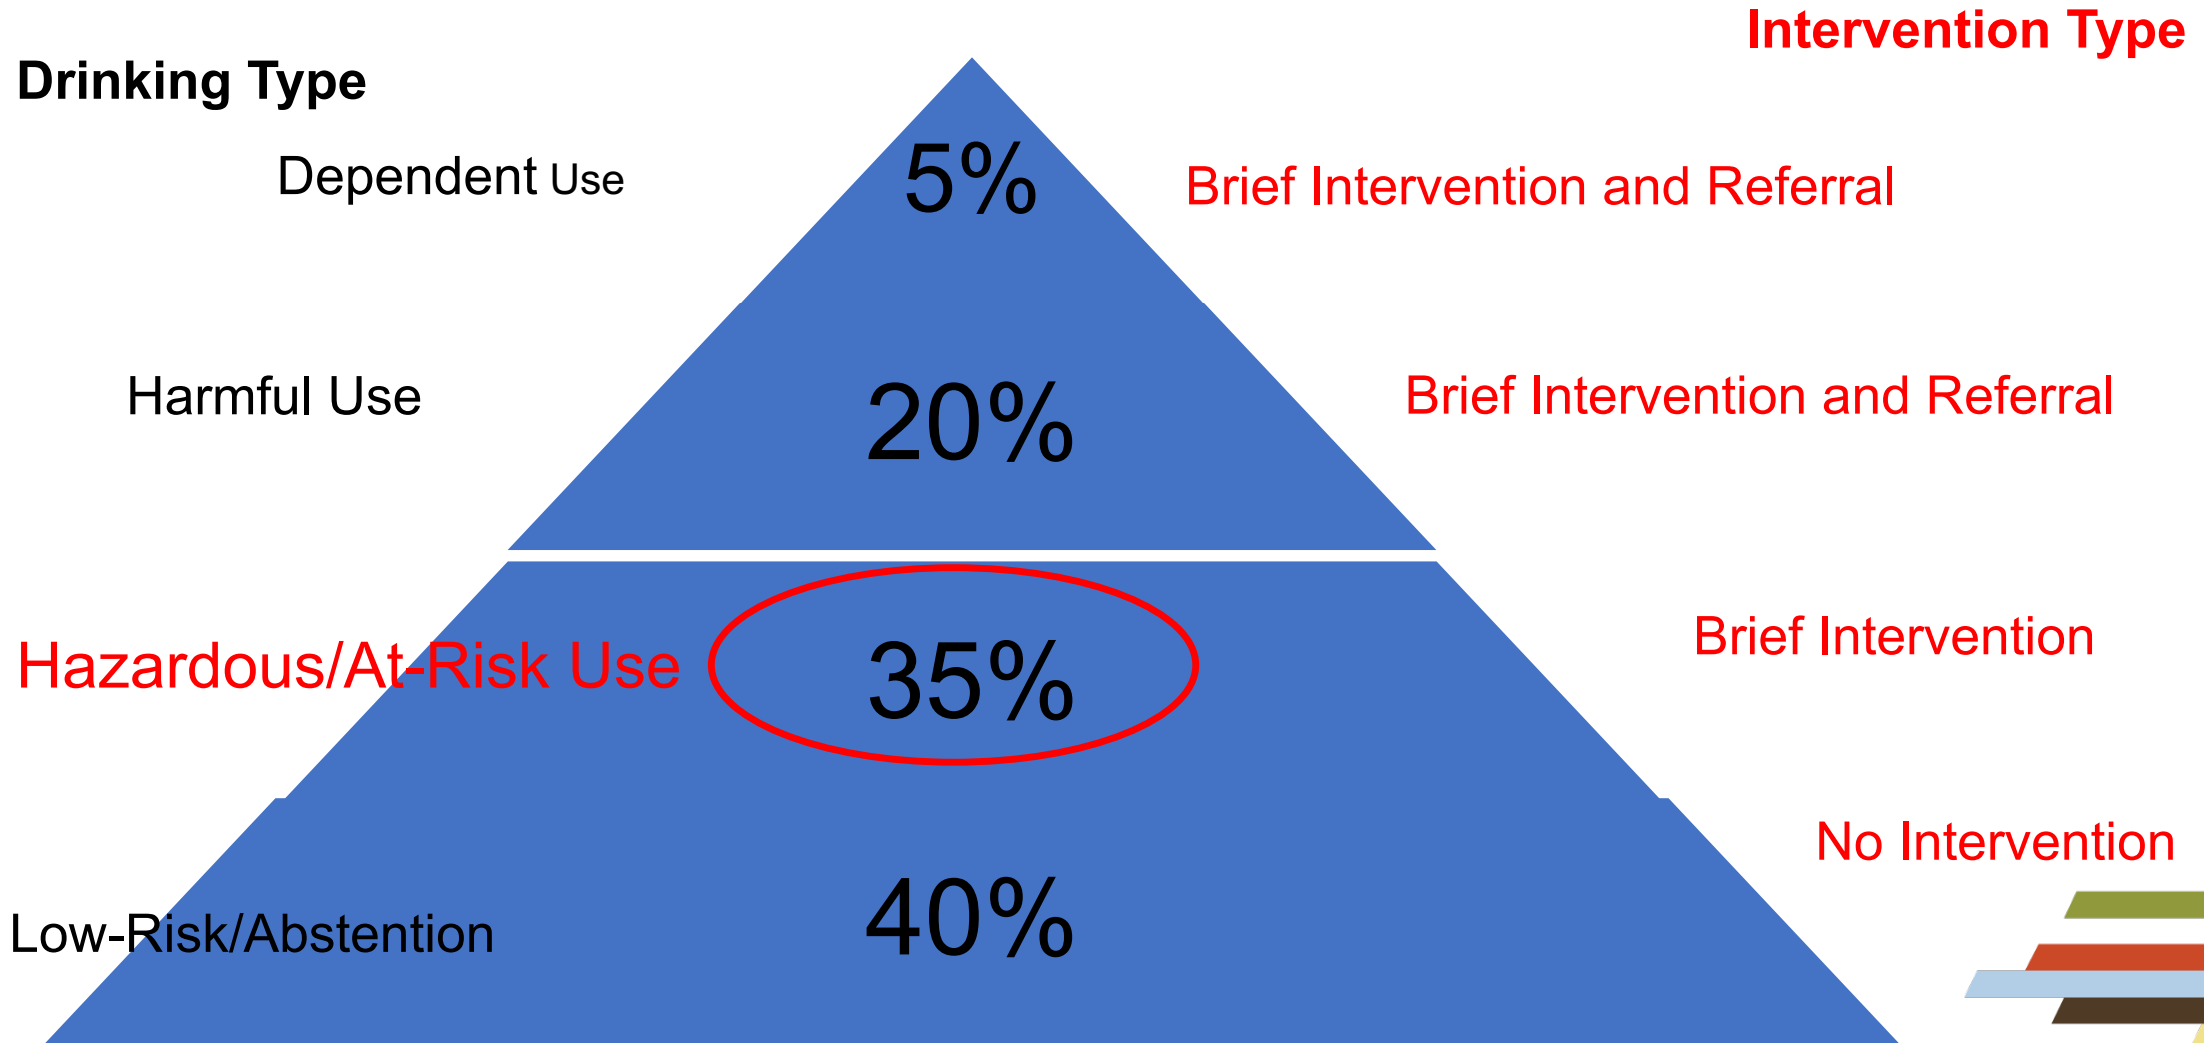 Intervention Type
Drinking Type
Dependent Use
5%
Brief Intervention and Referral
Harmful Use
20%
Brief Intervention and Referral
Hazardous/At-Risk Use
35%
Brief Intervention
No Intervention
Low-Risk/Abstention
40%